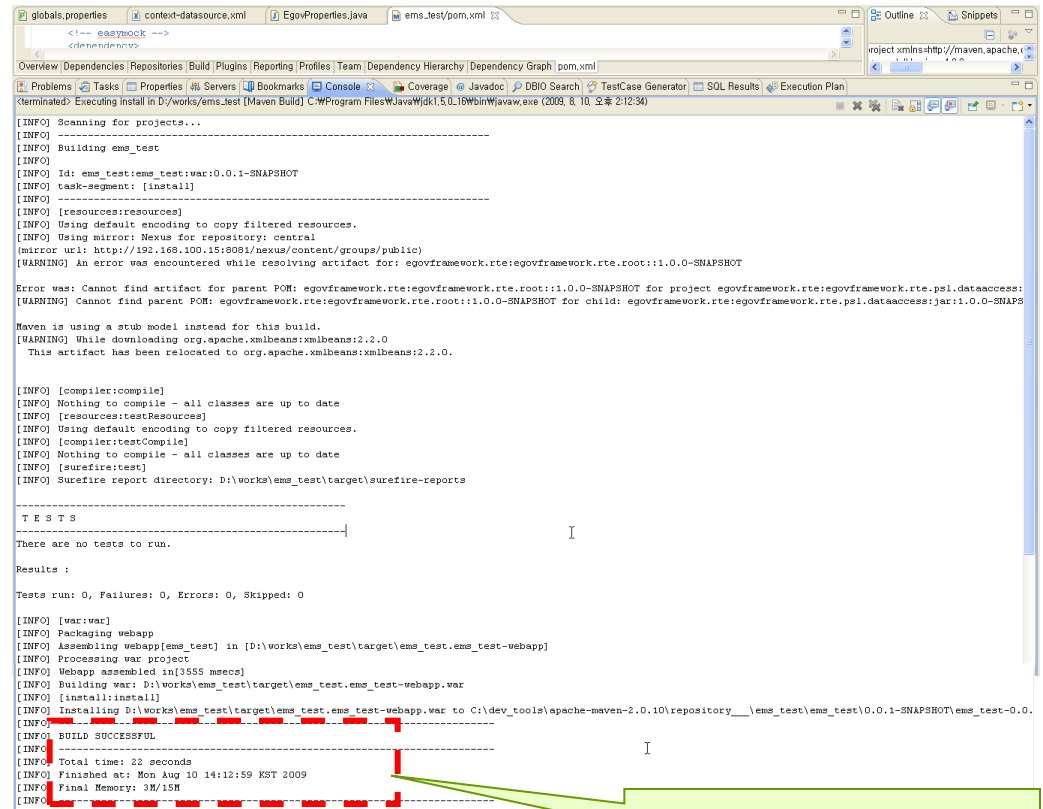 globals,properties context-datasource,xml EgovProperties,java ems_test/pom,xml Outline Snippets
<!-- easymock -->
<dependency>
Overview Dependencies Repositories Build Plugins Reporting Profiles Team Dependency Hierarchy Dependency Graph pom,xml
Problems Tasks Properties Servers Bookmarks Console Coverage @ Javadoc DBIO Search TestCase Generator SQL Results Execution Plan
<terminated> Executing install in D:/works/ems_test [Maven Build] C:₩Program Files₩Java₩jdk1,5,0_16₩bin₩javaw,exe (2009, 8, 10, 오후 2:12:34)
[INFO] Scanning for projects...
[INFO] ------------------------------------------------------------------------
[INFO] Building ems_test
[INFO]
[INFO] Id: ems_test:ems_test:war:0.0.1-SNAPSHOT
[INFO] task-segment: [install]
[INFO] ------------------------------------------------------------------------
[INFO] [resources:resources]
[INFO] Using default encoding to copy filtered resources.
[INFO] Using mirror: Nexus for repository: central
(mirror url: http://192.168.100.15:8081/nexus/content/groups/public)
[WARNING] An error was encountered while resolving artifact for: egovframework.rte:egovframework.rte.root::1.0.0-SNAPSHOT
Error was: Cannot find artifact for parent POM: egovframework.rte:egovframework.rte.root::1.0.0-SNAPSHOT for project egovframework.rte:egovframework.rte.psl.dataaccess:
[WARNING] Cannot find parent POM: egovframework.rte:egovframework.rte.root::1.0.0-SNAPSHOT for child: egovframework.rte:egovframework.rte.psl.dataaccess:jar:1.0.0-SNAPS
Maven is using a stub model instead for this build.
[WARNING] While downloading org.apache.xmlbeans:xmlbeans:2.2.0
This artifact has been relocated to org.apache.xmlbeans:xmlbeans:2.2.0.
[INFO] [compiler:compile]
[INFO] Nothing to compile - all classes are up to date
[INFO] [resources:testResources]
[INFO] Using default encoding to copy filtered resources.
[INFO] [compiler:testCompile]
[INFO] Nothing to compile - all classes are up to date
[INFO] [surefire:test]
[INFO] Surefire report directory: D:\works\ems_test\target\surefire-reports
-------------------------------------------------------
T E S T S
-------------------------------------------------------
There are no tests to run.
Results :
Tests run: 0, Failures: 0, Errors: 0, Skipped: 0
[INFO] [war:war]
[INFO] Packaging webapp
[INFO] Assembling webapp[ems_test] in [D:\works\ems_test\target\ems_test.ems_test-webapp]
[INFO] Processing war project
[INFO] Webapp assembled in[3555 msecs]
[INFO] Building war: D:\works\ems_test\target\ems_test.ems_test-webapp.war
[INFO] [install:install]
[INFO] Installing D:\works\ems_test\target\ems_test.ems_test-webapp.war to C:\dev_tools\apache-maven-2.0.10\repository___\ems_test\ems_test\0.0.1-SNAPSHOT\ems_test-0.0.
[INFO] ------------------------------------------------------------------------
[INFO] BUILD SUCCESSFUL
[INFO] ------------------------------------------------------------------------
[INFO] Total time: 22 seconds
[INFO] Finished at: Mon Aug 10 14:12:59 KST 2009
[INFO] Final Memory: 3M/15M
[INFO] ------------------------------------------------------------------------